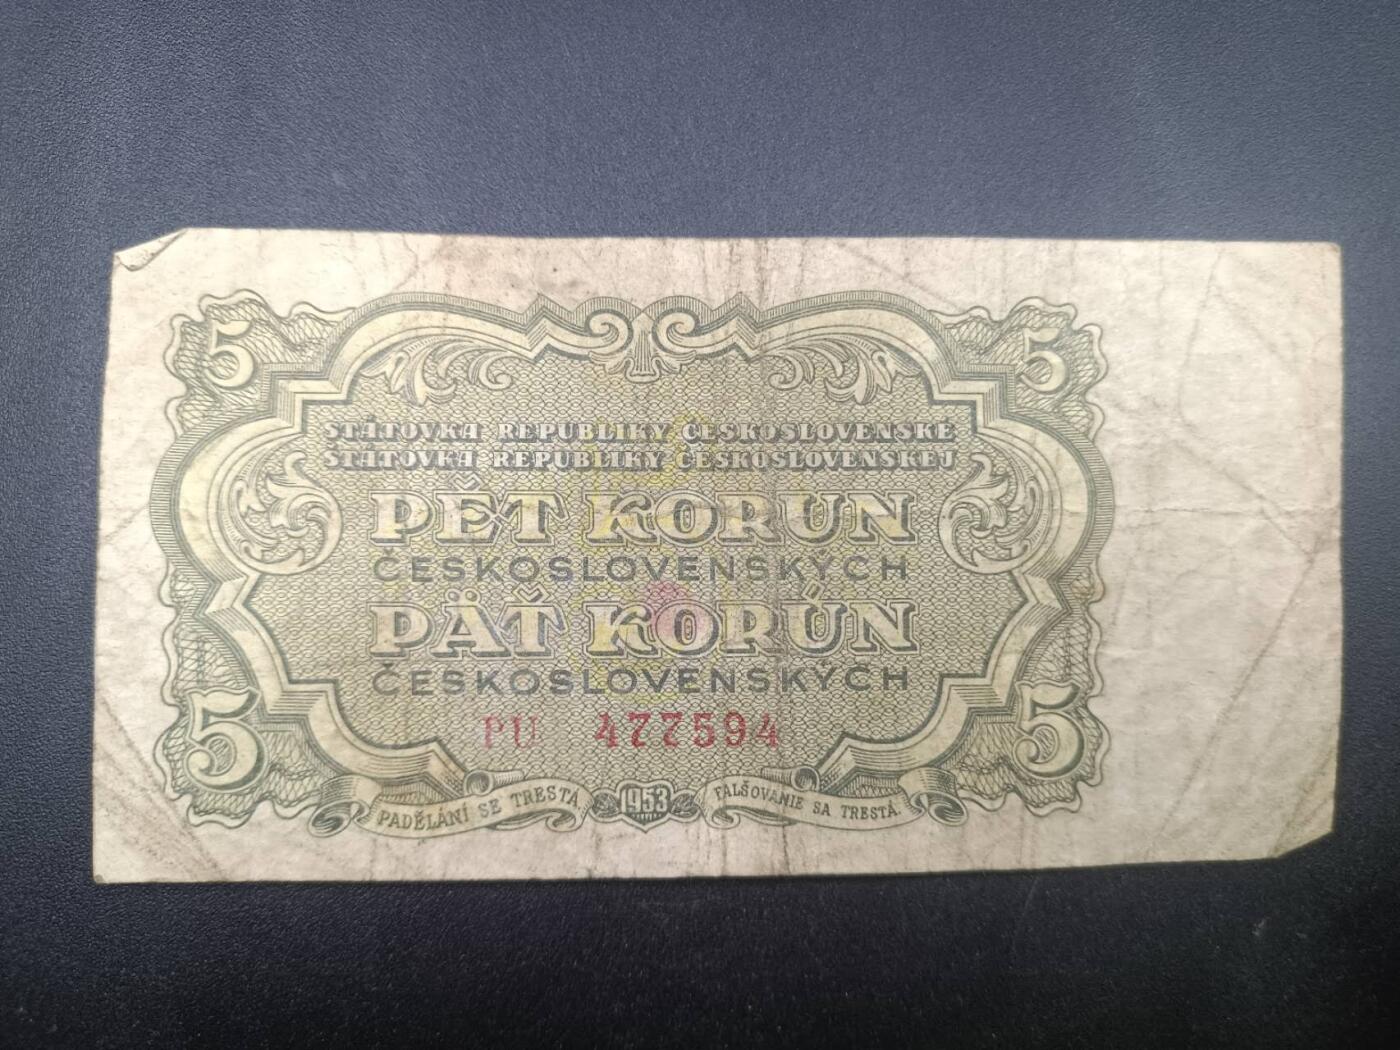 5 5
STÁTOVKA REPUBLIKY ČESKOSLOVENSKÉ
ŠTÁTOVKA REPUBLIKY ČESKOSLOVENSKEJ
PĚT KORUN
ČESKOSLOVENSKÝCH
PÄŤ KORÚN
ČESKOSLOVENSKÝCH
PU 477594
5 5
PADĚLÁNÍ SE TRESTÁ. 1953 FALŠOVANIE SA TRESTÁ.